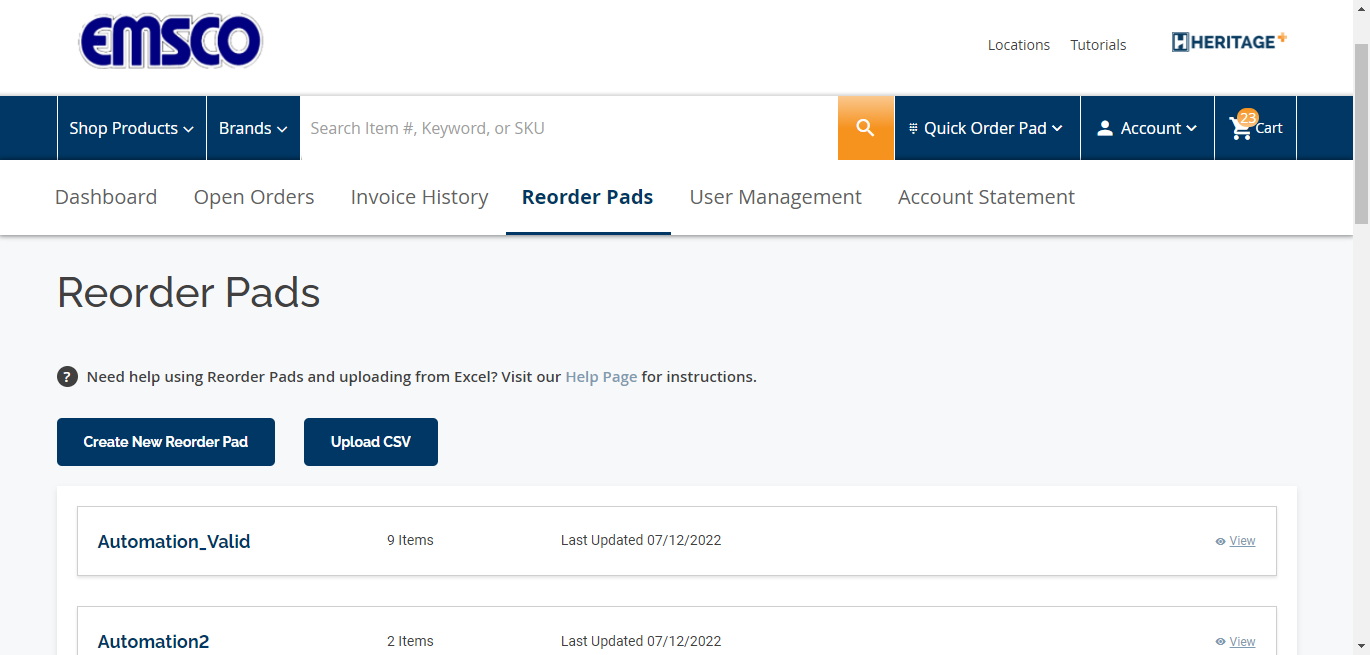 EMSCO
Locations Tutorials HERITAGE+
Shop Products Brands Search Item #, Keyword, or SKU Quick Order Pad Account 23 Cart
Dashboard Open Orders Invoice History Reorder Pads User Management Account Statement
Reorder Pads
? Need help using Reorder Pads and uploading from Excel? Visit our Help Page for instructions.
Create New Reorder Pad Upload CSV
Automation_Valid 9 Items Last Updated 07/12/2022 View
Automation2 2 Items Last Updated 07/12/2022 View